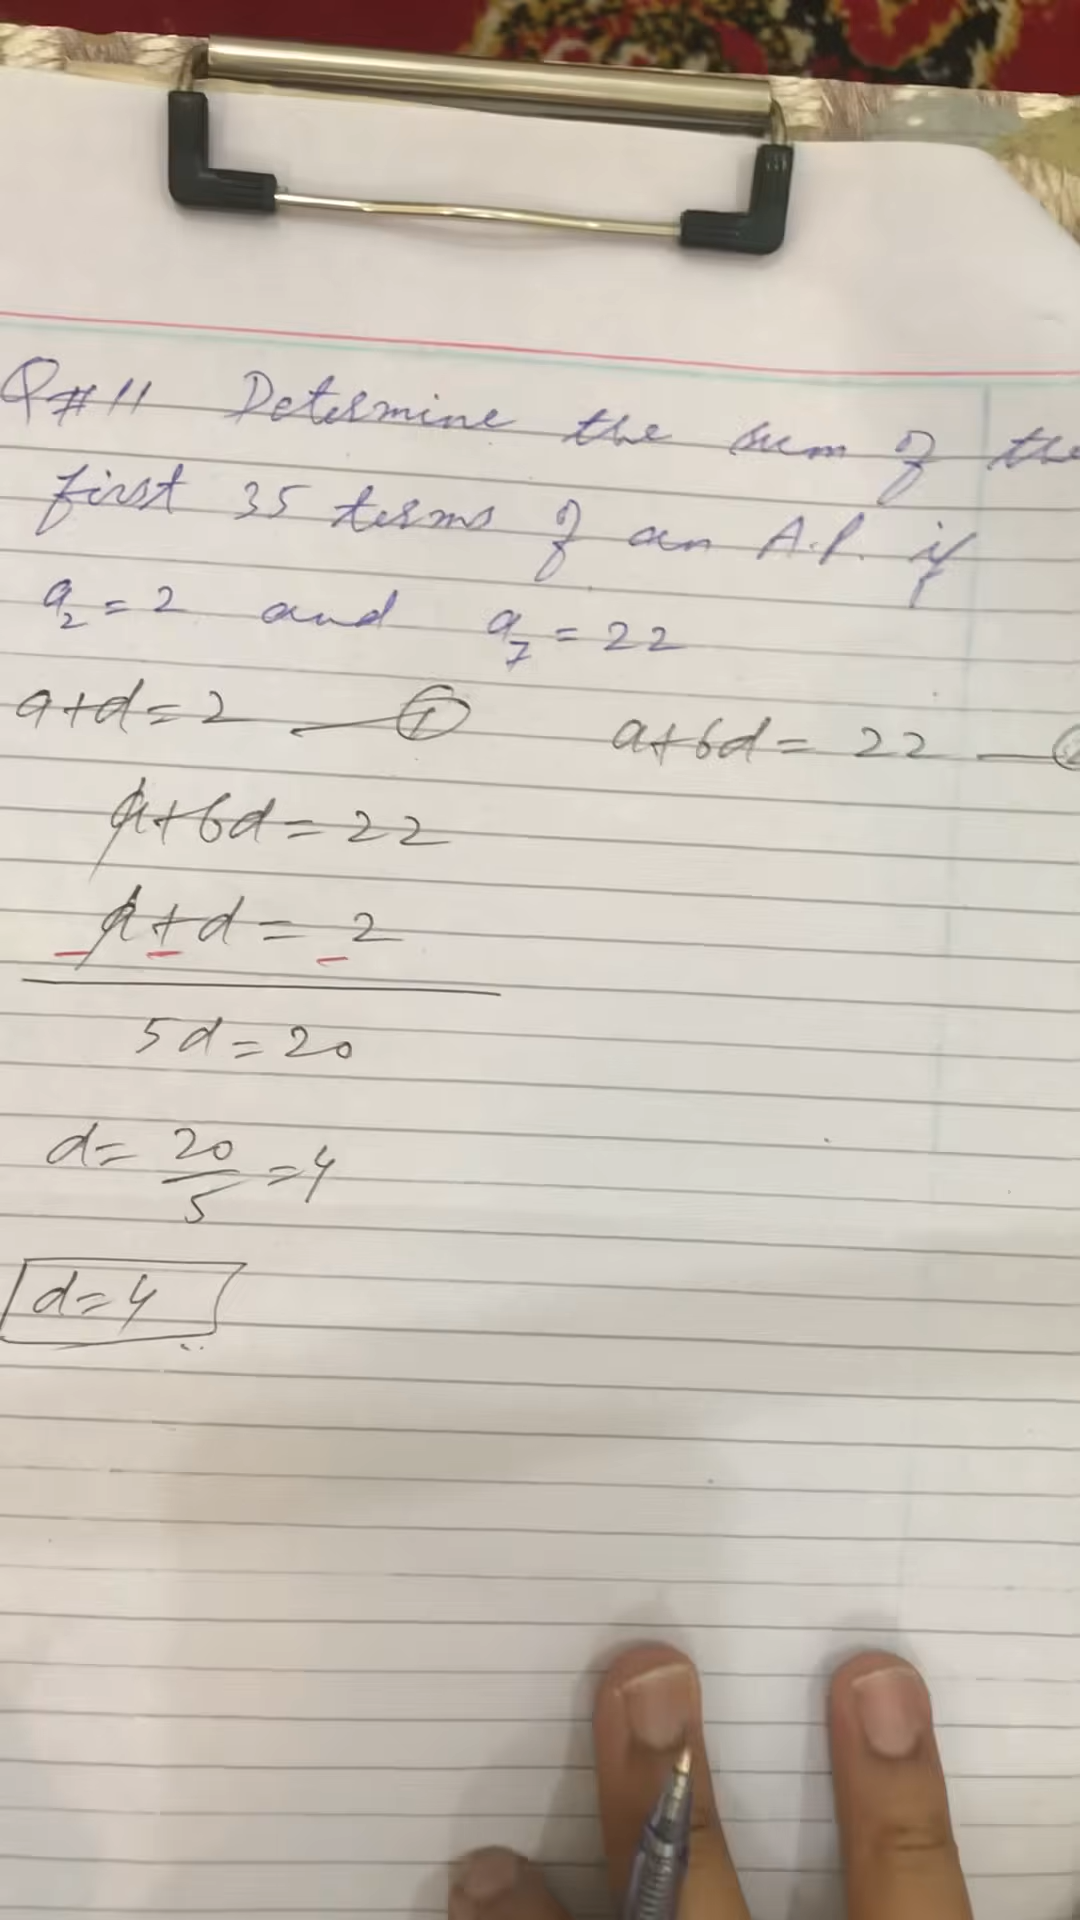 Q#11 Determine the sum of the
first 35 terms of an A.P. if
a₂ = 2 and a₇ = 22
a+d=2 — ① a+6d = 22 —
a+6d = 22
a+d = 2
5d = 20
d = 20/5 = 4
d=4